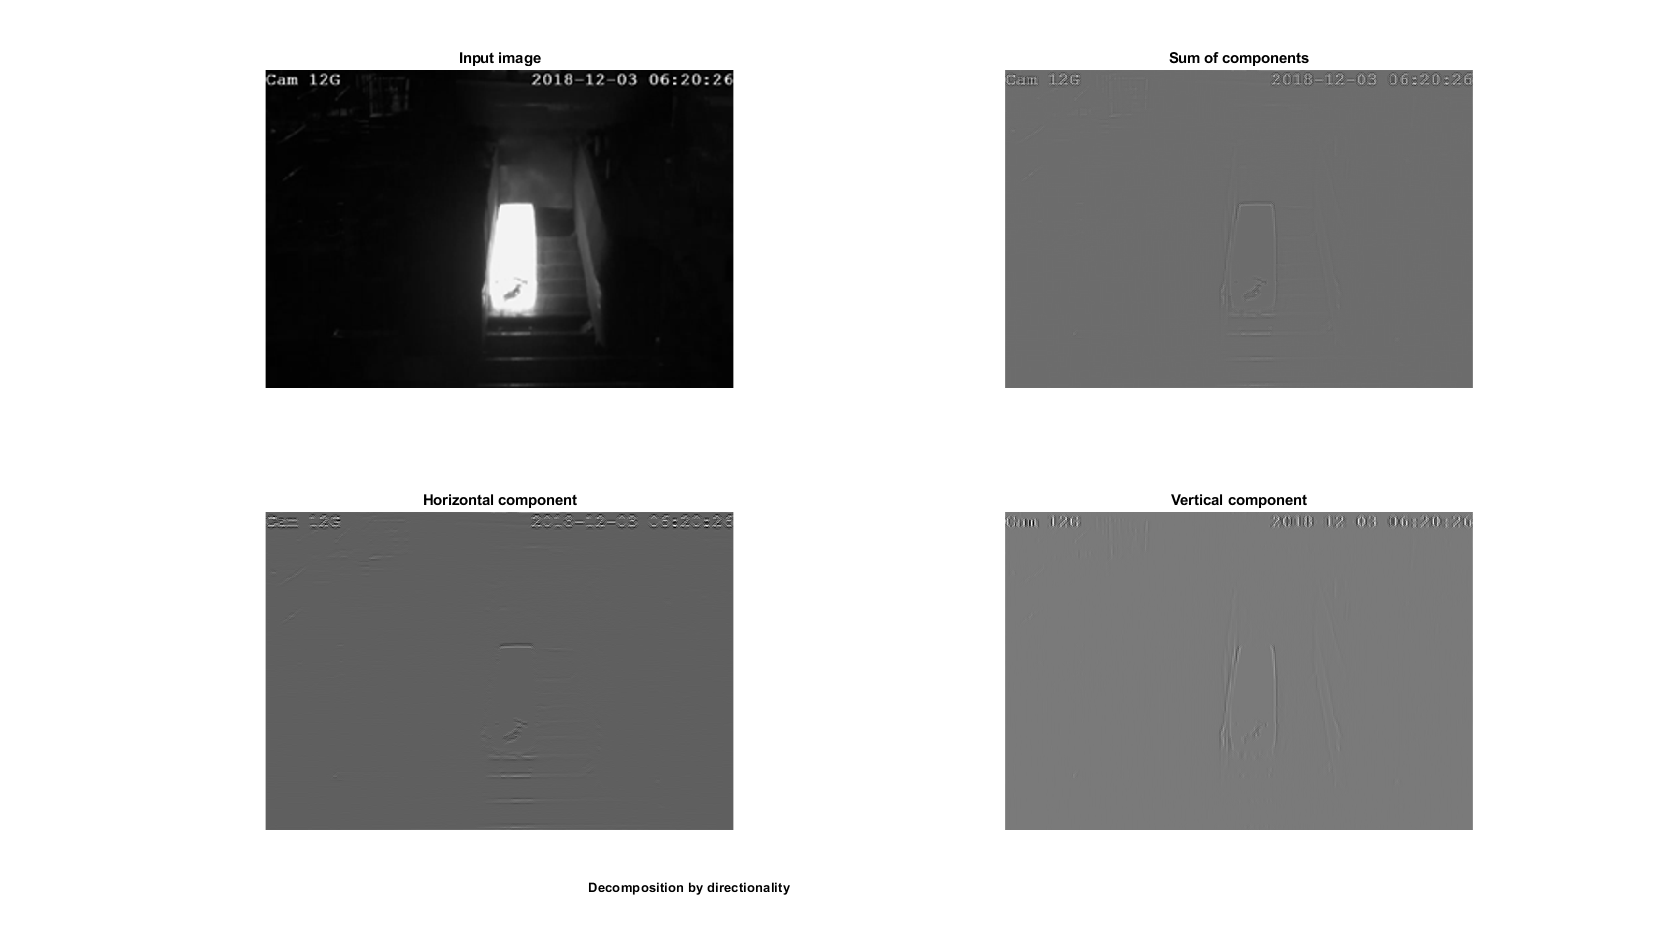 Input image
Cam 12G 2018-12-03 06:20:26
Sum of components
Cam 12G 2018-12-03 06:20:26
Horizontal component
Cam 12G 2018-12-03 06:20:26
Vertical component
Cam 12G 2018 12 03 06:20:26
Decomposition by directionality